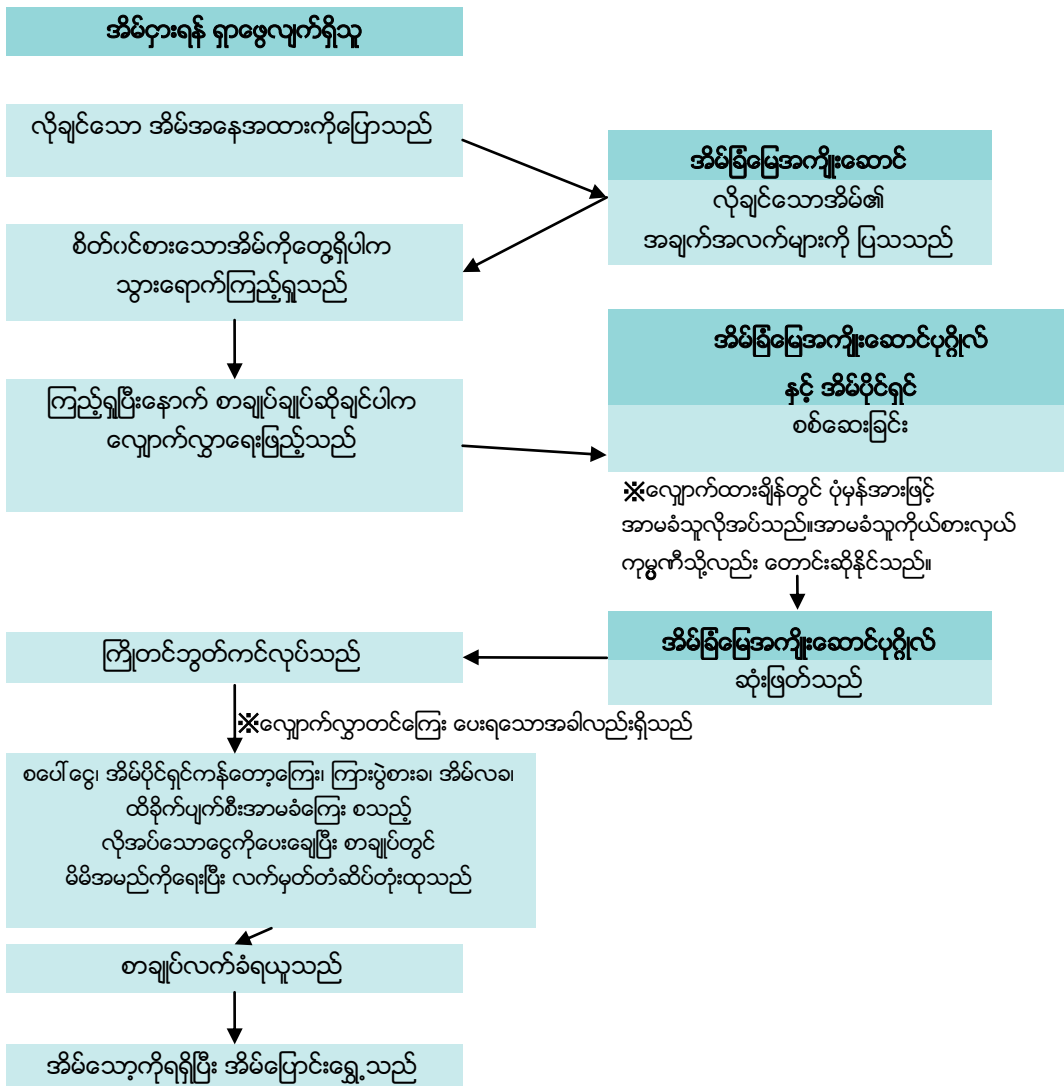 အိမ်ငှားရန် ရှာဖွေလျက်ရှိသူ
လိုချင်သော အိမ်အနေအထားကိုပြောသည်
အိမ်ခြံမြေအကျိုးဆောင်
လိုချင်သောအိမ်၏
အချက်အလက်များကို ပြသသည်
စိတ်ဝင်စားသောအိမ်ကိုတွေ့ရှိပါက
သွားရောက်ကြည့်ရှုသည်
ကြည့်ရှုပြီးနောက် စာချုပ်ချုပ်ဆိုချင်ပါက
လျှောက်လွှာရေးဖြည့်သည်
အိမ်ခြံမြေအကျိုးဆောင်ပုဂ္ဂိုလ်
နှင့် အိမ်ပိုင်ရှင်
စစ်ဆေးခြင်း
※လျှောက်ထားချိန်တွင် ပုံမှန်အားဖြင့်
အာမခံသူလိုအပ်သည်။အာမခံသူကိုယ်စားလှယ်
ကုမ္ပဏီသို့လည်း တောင်းဆိုနိုင်သည်။
အိမ်ခြံမြေအကျိုးဆောင်ပုဂ္ဂိုလ်
ဆုံးဖြတ်သည်
ကြိုတင်ဘွတ်ကင်လုပ်သည်
※လျှောက်လွှာတင်ကြေး ပေးရသောအခါလည်းရှိသည်
စပေါ်ငွေ၊ အိမ်ပိုင်ရှင်ကန်တော့ကြေး၊ ကြားပွဲစားခ၊ အိမ်လခ၊
ထိခိုက်ပျက်စီးအာမခံကြေး စသည့်
လိုအပ်သောငွေကိုပေးချေပြီး စာချုပ်တွင်
မိမိအမည်ကိုရေးပြီး လက်မှတ်တံဆိပ်တုံးထုသည်
စာချုပ်လက်ခံရယူသည်
အိမ်သော့ကိုရရှိပြီး အိမ်ပြောင်းရွှေ့သည်